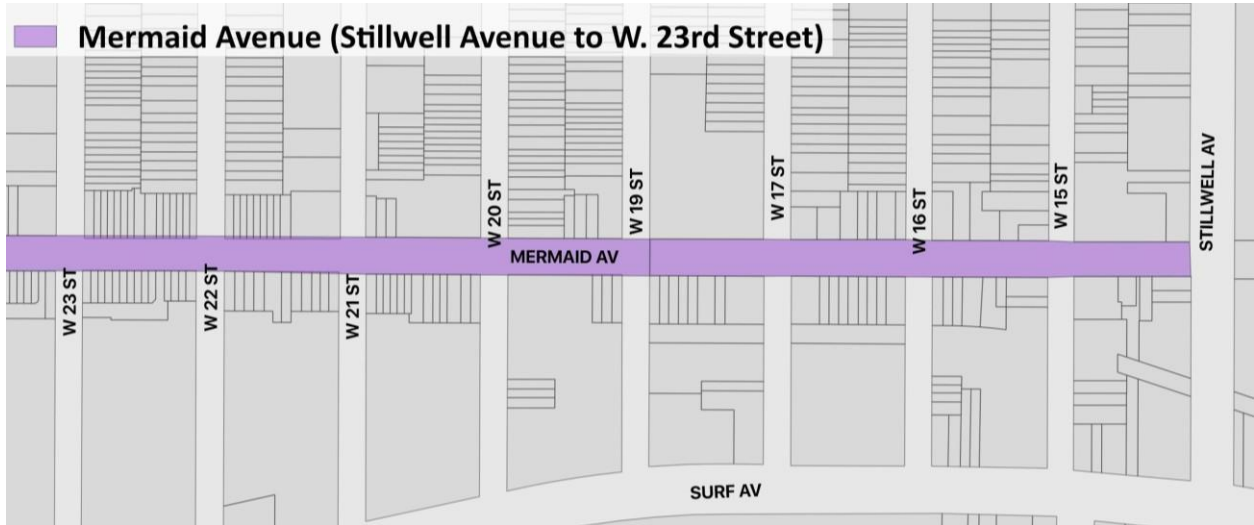 Mermaid Avenue (Stillwell Avenue to W. 23rd Street)
W 23 ST
W 22 ST
W 21 ST
W 20 ST
MERMAID AV
W 19 ST
W 17 ST
W 16 ST
W 15 ST
STILLWELL AV
SURF AV